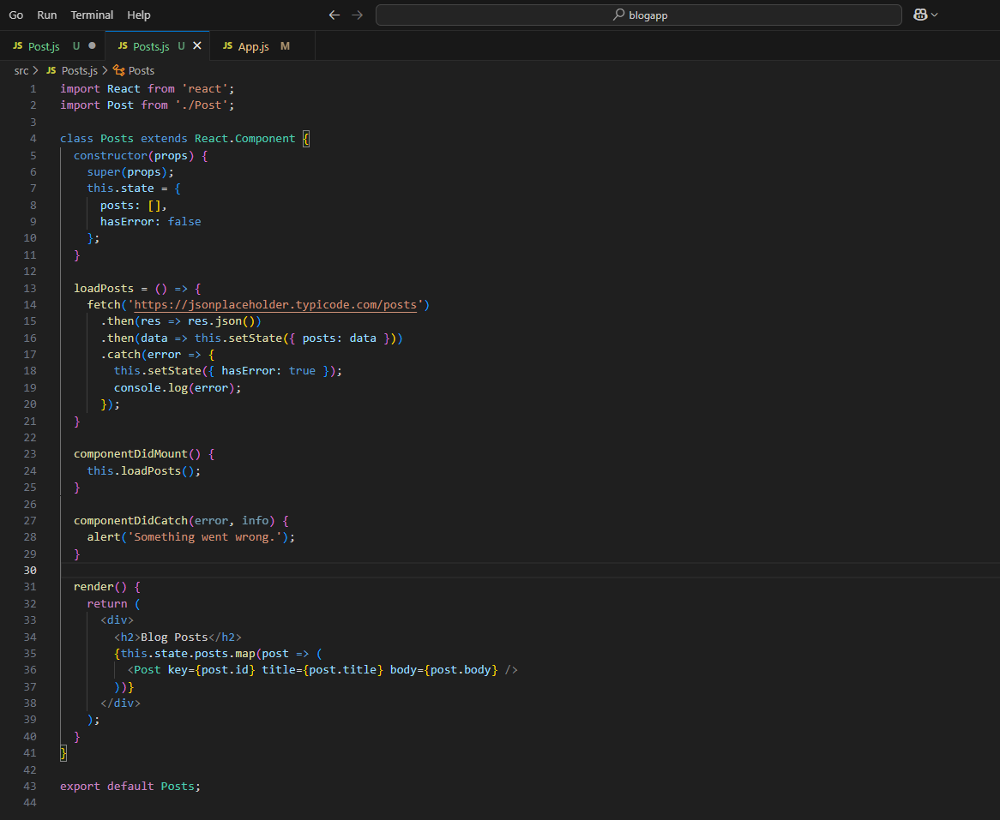 Go Run Terminal Help blogapp
JS Post.js U JS Posts.js U JS App.js M
src JS Posts.js Posts
1 import React from 'react';
2 import Post from './Post';
3
4 class Posts extends React.Component {
5 constructor(props) {
6 super(props);
7 this.state = {
8 posts: [],
9 hasError: false
10 };
11 }
12
13 loadPosts = () => {
14 fetch('https://jsonplaceholder.typicode.com/posts')
15 .then(res => res.json())
16 .then(data => this.setState({ posts: data }))
17 .catch(error => {
18 this.setState({ hasError: true });
19 console.log(error);
20 });
21 }
22
23 componentDidMount() {
24 this.loadPosts();
25 }
26
27 componentDidCatch(error, info) {
28 alert('Something went wrong.');
29 }
30
31 render() {
32 return (
33 <div>
34 <h2>Blog Posts</h2>
35 {this.state.posts.map(post => (
36 <Post key={post.id} title={post.title} body={post.body} />
37 ))}
38 </div>
39 );
40 }
41 }
42
43 export default Posts;
44